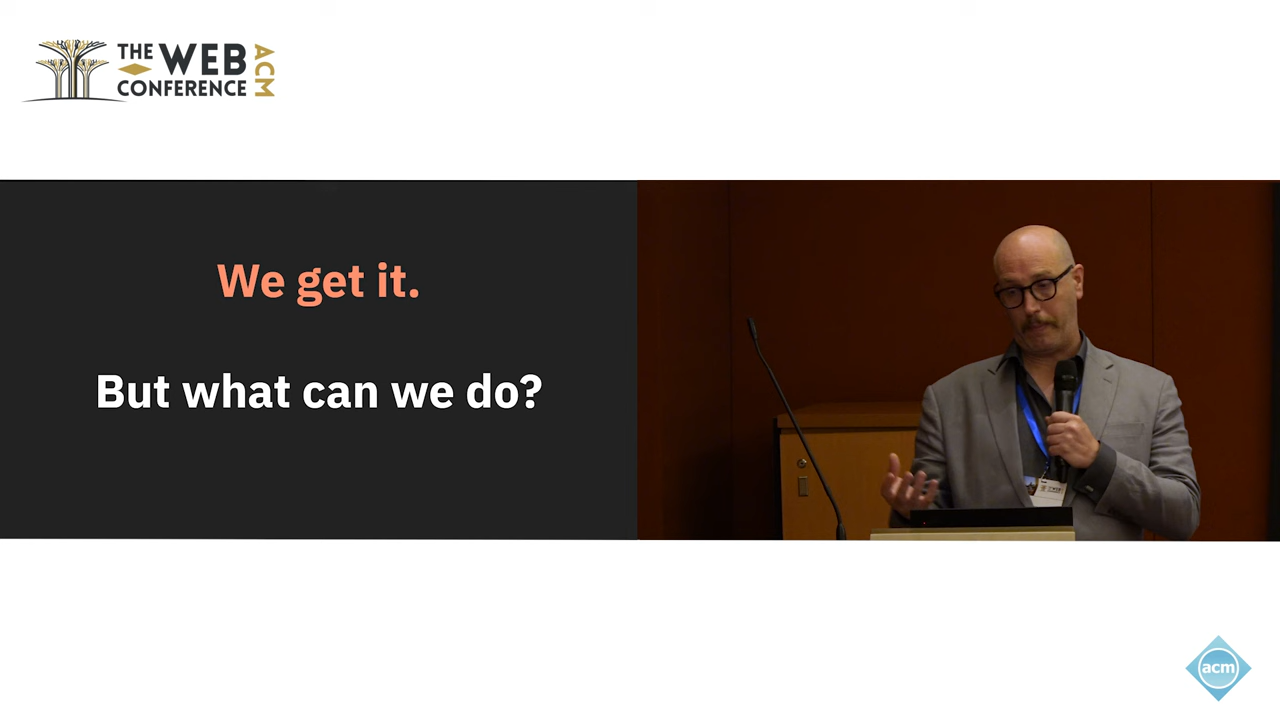 THE WEB
CONFERENCE
ACM
We get it.
But what can we do?
acm